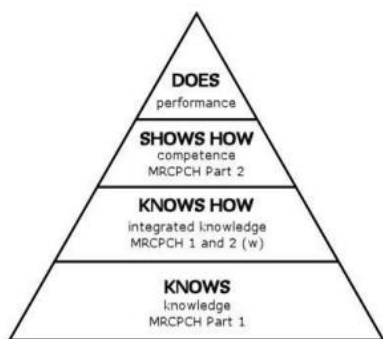 DOES
performance
SHOWS HOW
competence
MRCPCH Part 2
KNOWS HOW
integrated knowledge
MRCPCH 1 and 2 (w)
KNOWS
knowledge
MRCPCH Part 1